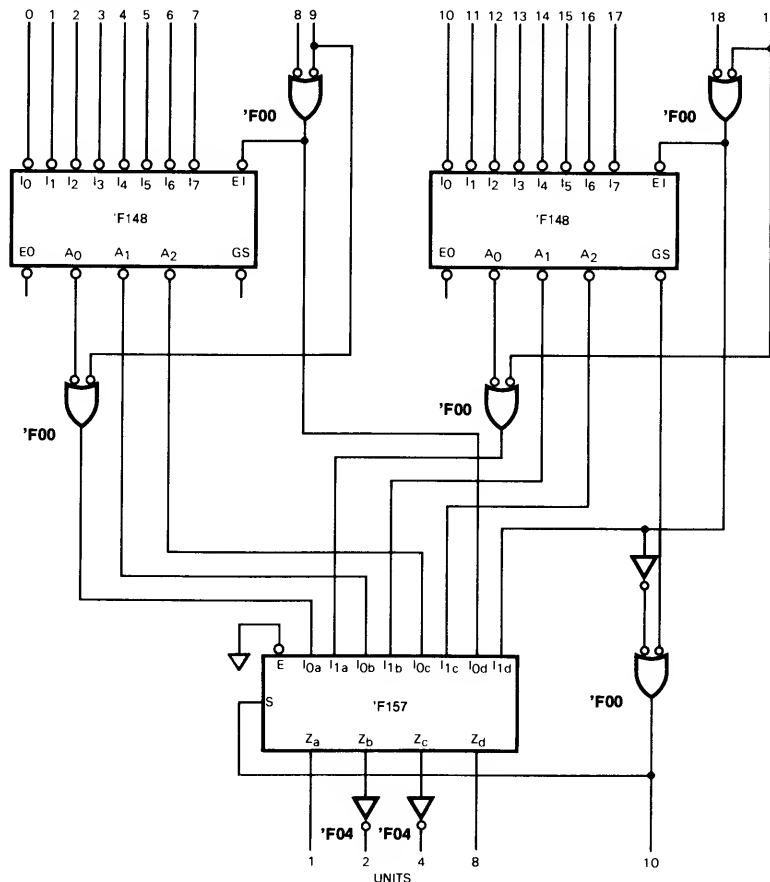 0 1 2 3 4 5 6 7 8 9 10 11 12 13 14 15 16 17 18 1
'F00 'F00
I0 I1 I2 I3 I4 I5 I6 I7 EI I0 I1 I2 I3 I4 I5 I6 I7 EI
'F148 'F148
EO A0 A1 A2 GS EO A0 A1 A2 GS
'F00 'F00
E I0a I1a I0b I1b I0c I1c I0d I1d
S 'F157 'F00
Za Zb Zc Zd
'F04 'F04
1 2 4 8 10
UNITS